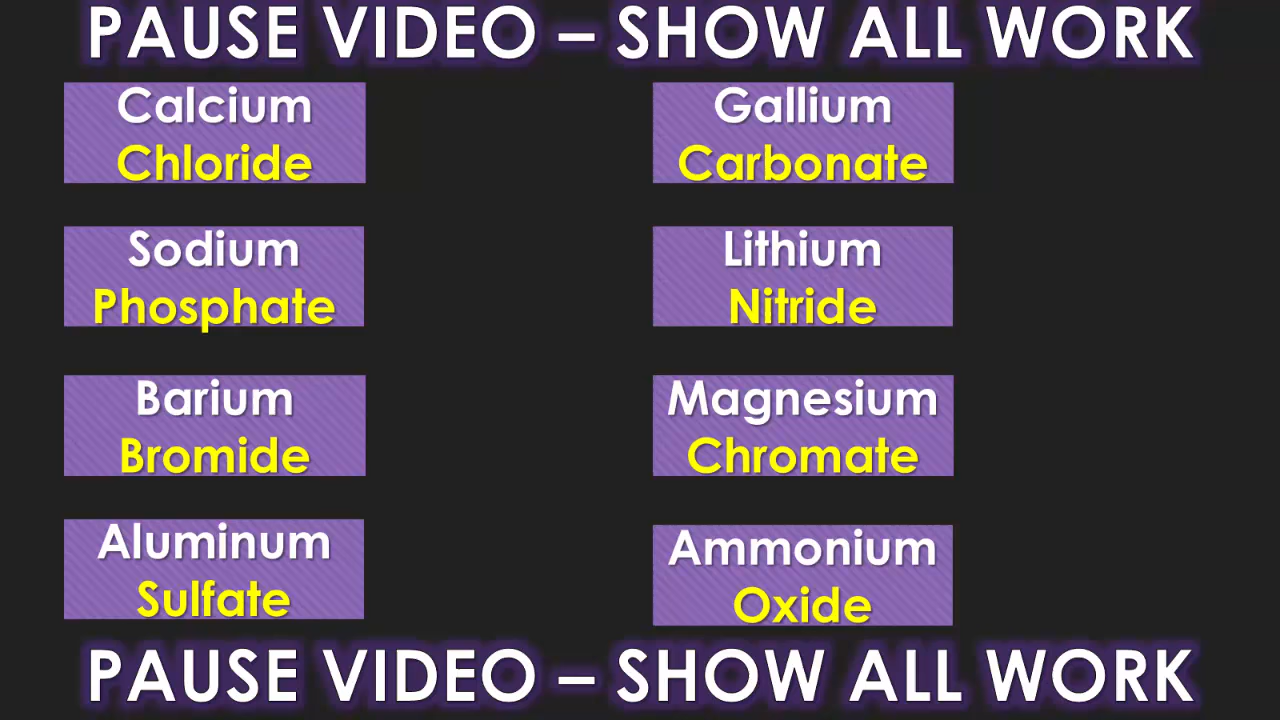 PAUSE VIDEO – SHOW ALL WORK
Calcium
Chloride
Gallium
Carbonate
Sodium
Phosphate
Lithium
Nitride
Barium
Bromide
Magnesium
Chromate
Aluminum
Sulfate
Ammonium
Oxide
PAUSE VIDEO – SHOW ALL WORK